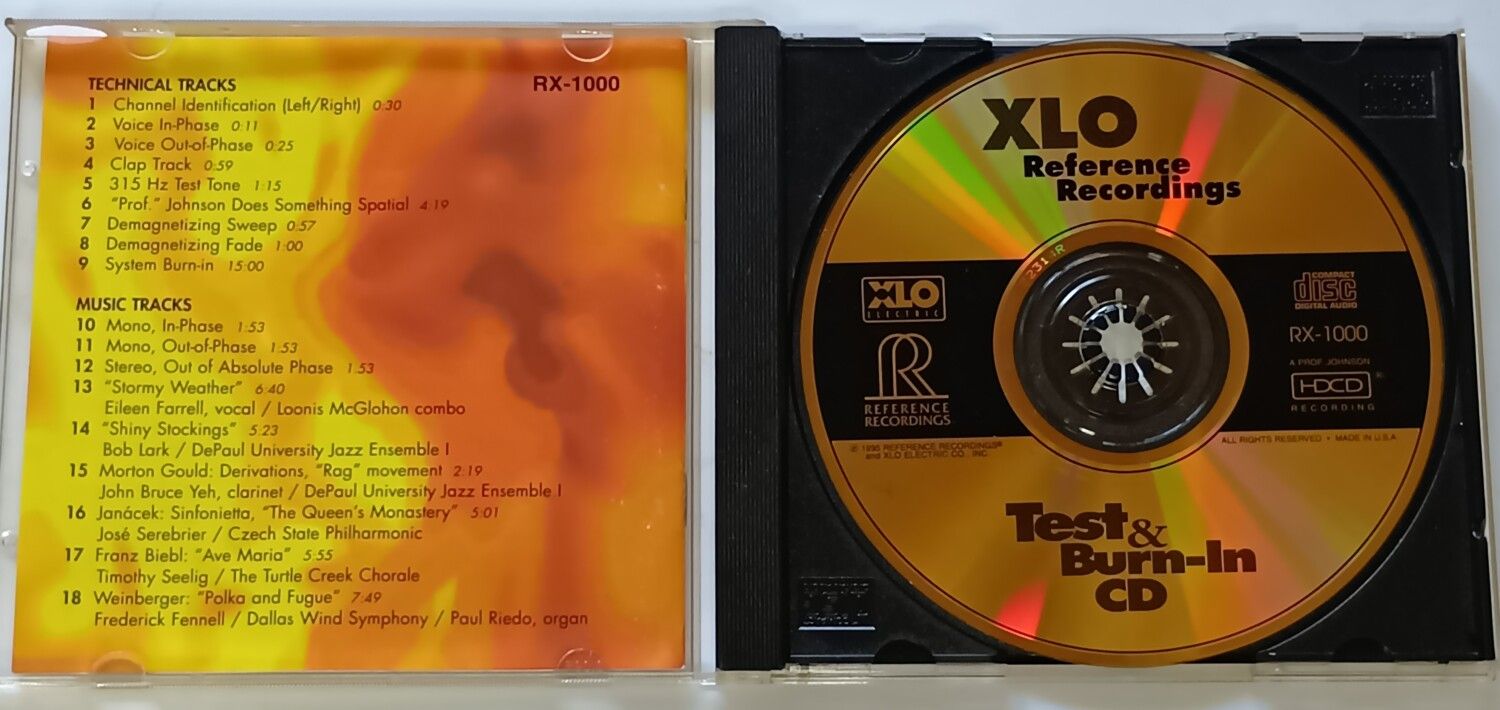 TECHNICAL TRACKS
RX-1000
1 Channel Identification (Left/Right) 0:30
2 Voice In-Phase 0:11
3 Voice Out-of-Phase 0:25
4 Clap Track 0:59
5 315 Hz Test Tone 1:15
6 "Prof." Johnson Does Something Spatial 4:19
7 Demagnetizing Sweep 0:57
8 Demagnetizing Fade 1:00
9 System Burn-in 15:00
MUSIC TRACKS
10 Mono, In-Phase 1:53
11 Mono, Out-of-Phase 1:53
12 Stereo, Out of Absolute Phase 1:53
13 "Stormy Weather" 6:40
Eileen Farrell, vocal / Loonis McGlohon combo
14 "Shiny Stockings" 5:23
Bob Lark / DePaul University Jazz Ensemble I
15 Morton Gould: Derivations, "Rag" movement 2:19
John Bruce Yeh, clarinet / DePaul University Jazz Ensemble I
16 Janácek: Sinfonietta, "The Queen's Monastery" 5:01
José Serebrier / Czech State Philharmonic
17 Franz Biebl: "Ave Maria" 5:55
Timothy Seelig / The Turtle Creek Chorale
18 Weinberger: "Polka and Fugue" 7:49
Frederick Fennell / Dallas Wind Symphony / Paul Riedo, organ
XLO
Reference
Recordings
XLO
ELECTRIC
R
REFERENCE
RECORDINGS
COMPACT
disc
DIGITAL AUDIO
RX-1000
A PROF. JOHNSON
HDCD®
RECORDING
© 1995 REFERENCE RECORDINGS®
and XLO ELECTRIC CO., INC.
ALL RIGHTS RESERVED • MADE IN U.S.A.
Test &
Burn-In
CD